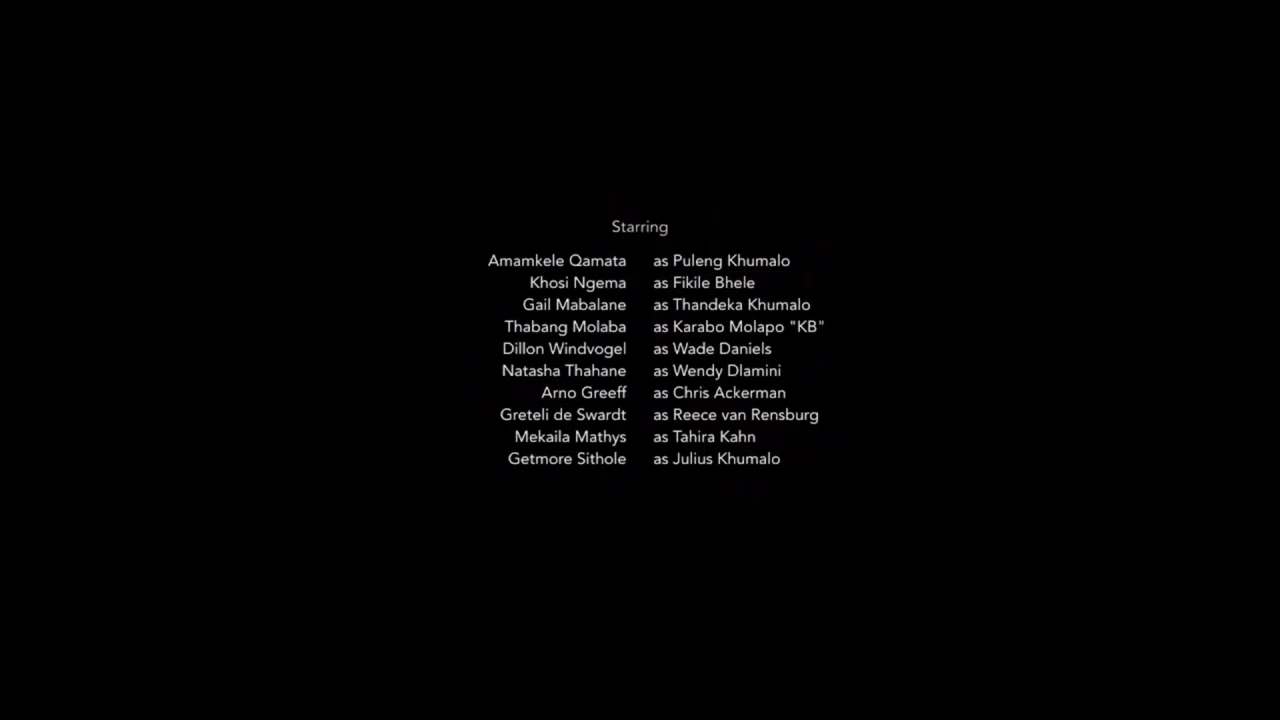 Starring
Amamkele Qamata as Puleng Khumalo
Khosi Ngema as Fikile Bhele
Gail Mabalane as Thandeka Khumalo
Thabang Molaba as Karabo Molapo "KB"
Dillon Windvogel as Wade Daniels
Natasha Thahane as Wendy Dlamini
Arno Greeff as Chris Ackerman
Greteli de Swardt as Reece van Rensburg
Mekaila Mathys as Tahira Kahn
Getmore Sithole as Julius Khumalo